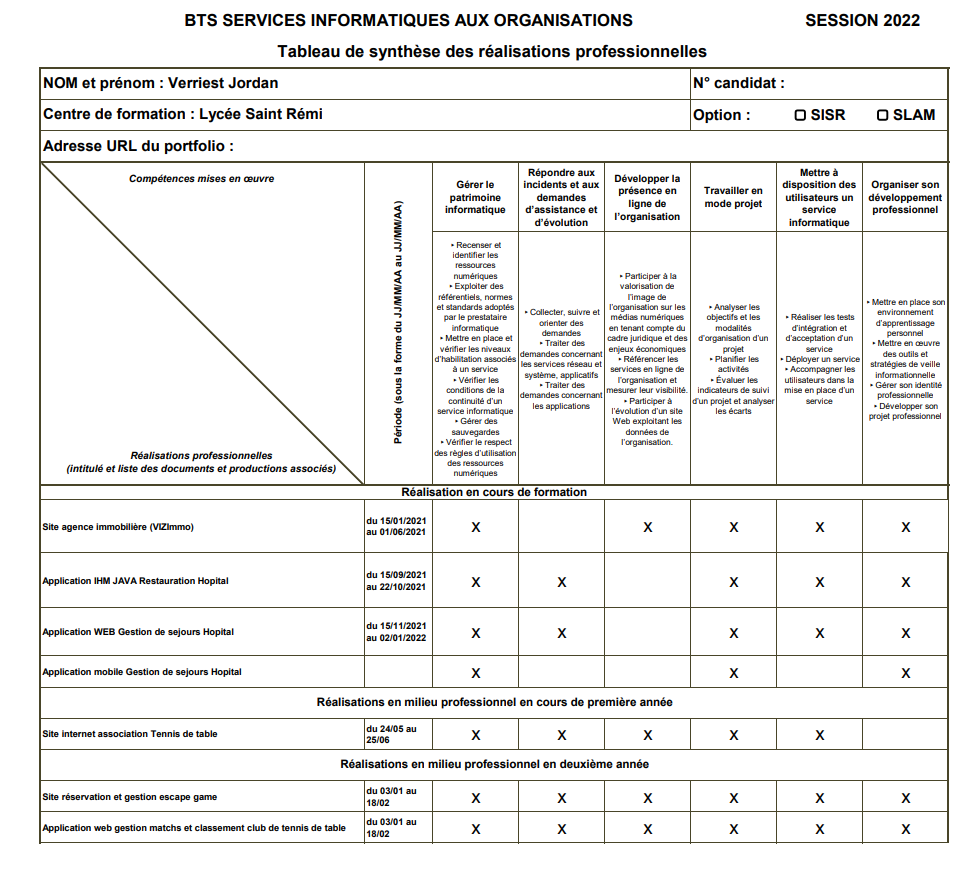 BTS SERVICES INFORMATIQUES AUX ORGANISATIONS SESSION 2022
Tableau de synthèse des réalisations professionnelles
NOM et prénom : Verriest Jordan N° candidat :
Centre de formation : Lycée Saint Rémi Option : ▢ SISR ▢ SLAM
Adresse URL du portfolio :
Compétences mises en œuvre
Réalisations professionnelles
(intitulé et liste des documents et productions associés)
Période (sous la forme du JJ/MM/AA au JJ/MM/AA)
Gérer le
patrimoine
informatique
Répondre aux
incidents et aux
demandes
d'assistance et
d'évolution
Développer la
présence en
ligne de
l'organisation
Travailler en
mode projet
Mettre à
disposition des
utilisateurs un
service
informatique
Organiser son
développement
professionnel
‣ Recenser et
identifier les
ressources
numériques
‣ Exploiter des
référentiels, normes
et standards adoptés
par le prestataire
informatique
‣ Mettre en place et
vérifier les niveaux
d'habilitation associés
à un service
‣ Vérifier les
conditions de la
continuité d'un
service informatique
‣ Gérer des
sauvegardes
‣ Vérifier le respect
des règles d'utilisation
des ressources
numériques
‣ Collecter, suivre et
orienter des
demandes
‣ Traiter des
demandes concernant
les services réseau et
système, applicatifs
‣ Traiter des
demandes concernant
les applications
‣ Participer à la
valorisation de
l'image de
l'organisation sur les
médias numériques
en tenant compte du
cadre juridique et des
enjeux économiques
‣ Référencer les
services en ligne de
l'organisation et
mesurer leur visibilité.
‣ Participer à
l'évolution d'un site
Web exploitant les
données de
l'organisation.
‣ Analyser les
objectifs et les
modalités
d'organisation d'un
projet
‣ Planifier les
activités
‣ Évaluer les
indicateurs de suivi
d'un projet et analyser
les écarts
‣ Réaliser les tests
d'intégration et
d'acceptation d'un
service
‣ Déployer un service
‣ Accompagner les
utilisateurs dans la
mise en place d'un
service
‣ Mettre en place son
environnement
d'apprentissage
personnel
‣ Mettre en œuvre
des outils et
stratégies de veille
informationnelle
‣ Gérer son identité
professionnelle
‣ Développer son
projet professionnel
Réalisation en cours de formation
Site agence immobilière (VIZImmo) du 15/01/2021 X X X X X
au 01/06/2021
Application IHM JAVA Restauration Hopital du 15/09/2021 X X X X X
au 22/10/2021
Application WEB Gestion de sejours Hopital du 15/11/2021 X X X X X
au 02/01/2022
Application mobile Gestion de sejours Hopital X X X
Réalisations en milieu professionnel en cours de première année
Site internet association Tennis de table du 24/05 au X X X X X
25/06
Réalisations en milieu professionnel en deuxième année
Site réservation et gestion escape game du 03/01 au X X X X X X
18/02
Application web gestion matchs et classement club de tennis de table du 03/01 au X X X X X X
18/02